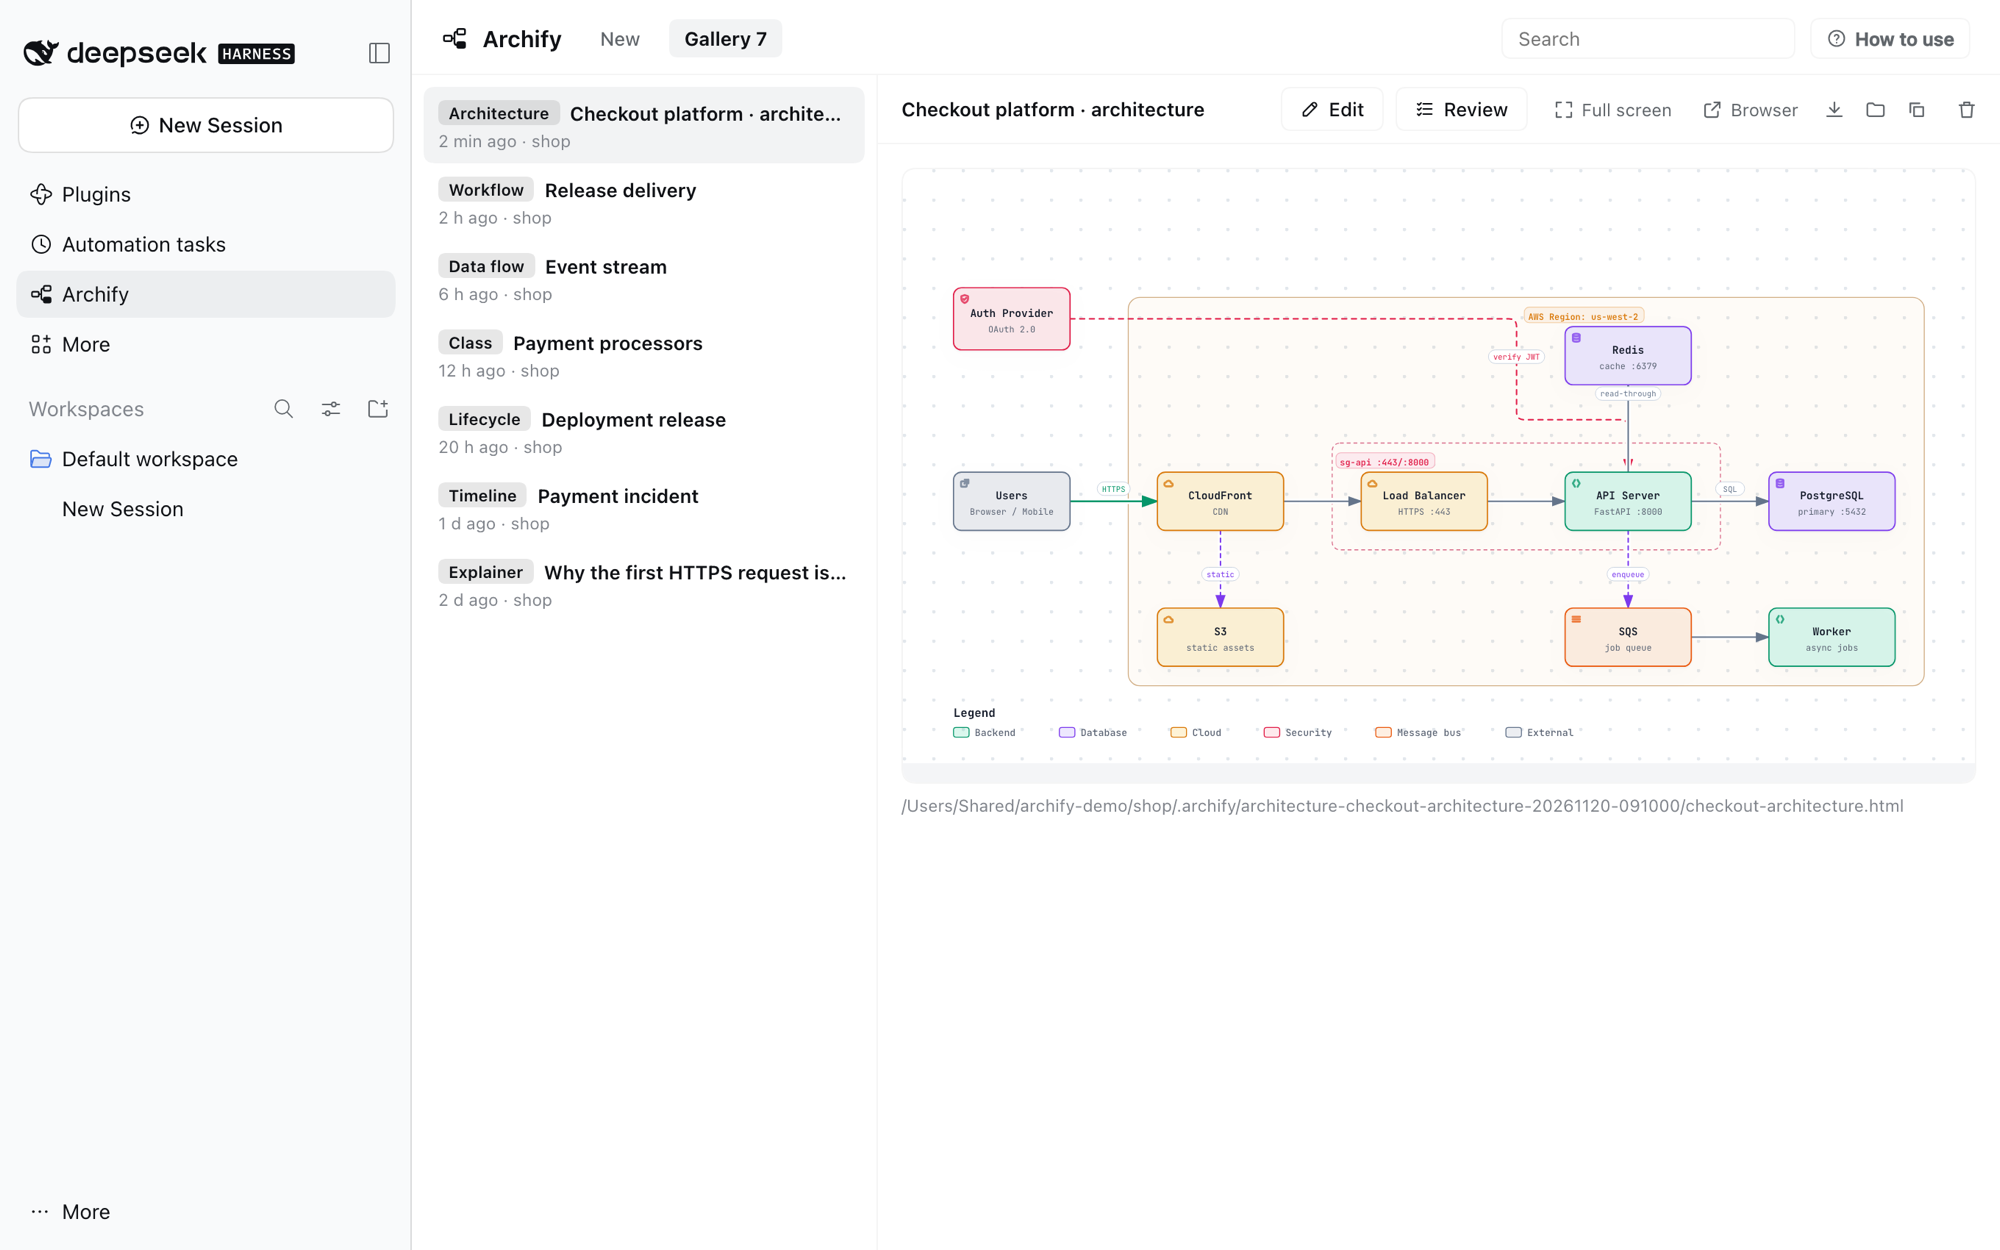 deepseek HARNESS
New Session
Plugins
Automation tasks
Archify
More
Workspaces
Default workspace
New Session
More
Archify
New
Gallery 7
Search
How to use
Architecture Checkout platform · archite...
2 min ago · shop
Workflow Release delivery
2 h ago · shop
Data flow Event stream
6 h ago · shop
Class Payment processors
12 h ago · shop
Lifecycle Deployment release
20 h ago · shop
Timeline Payment incident
1 d ago · shop
Explainer Why the first HTTPS request is...
2 d ago · shop
Checkout platform · architecture
Edit
Review
Full screen
Browser
Auth Provider
OAuth 2.0
AWS Region: us-west-2
verify JWT
Redis
cache :6379
read-through
sg-api :443/:8000
Users
Browser / Mobile
HTTPS
CloudFront
CDN
Load Balancer
HTTPS :443
API Server
FastAPI :8000
SQL
PostgreSQL
primary :5432
static
enqueue
S3
static assets
SQS
job queue
Worker
async jobs
Legend
Backend
Database
Cloud
Security
Message bus
External
/Users/Shared/archify-demo/shop/.archify/architecture-checkout-architecture-20261120-091000/checkout-architecture.html